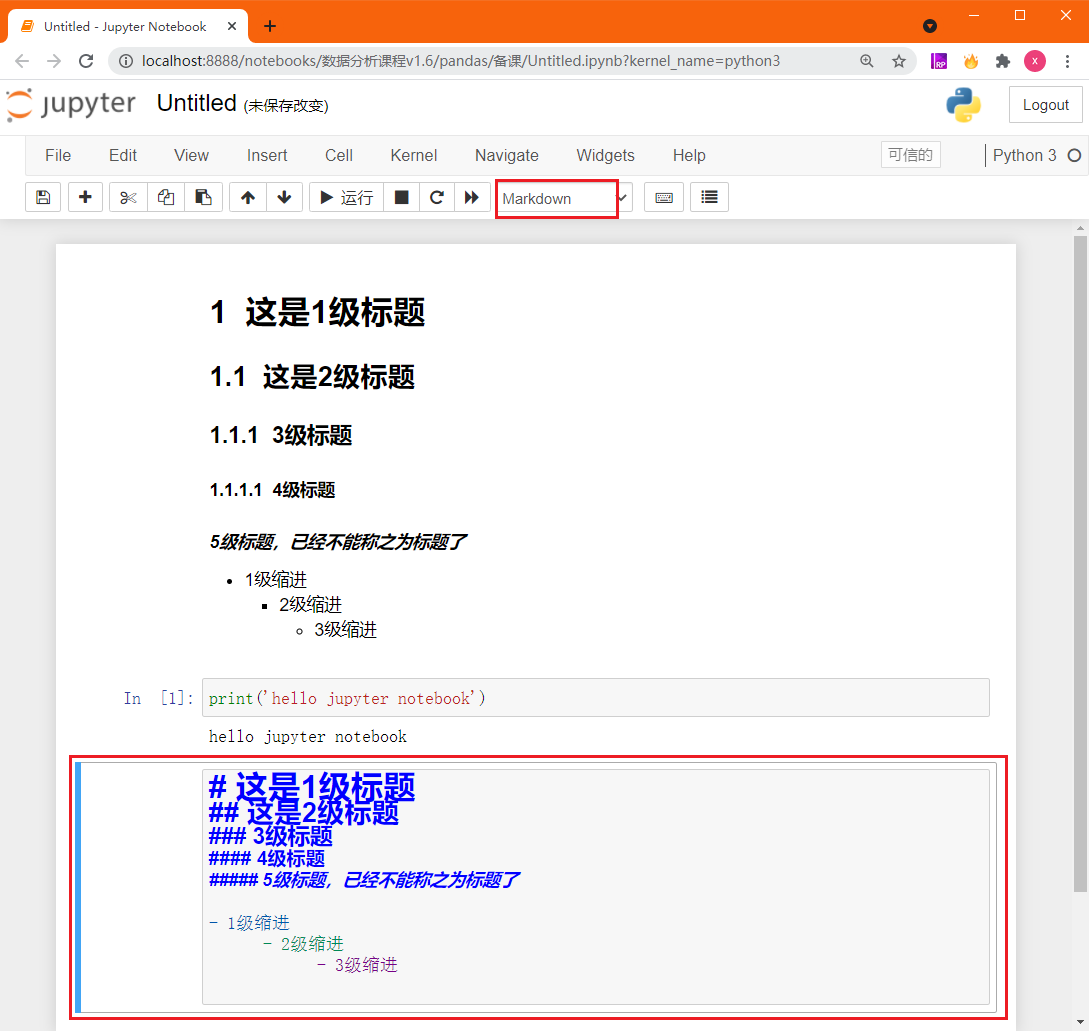 Untitled - Jupyter Notebook
localhost:8888/notebooks/数据分析课程v1.6/pandas/备课/Untitled.ipynb?kernel_name=python3
RP
X
jupyter Untitled (未保存改变)
Logout
File Edit View Insert Cell Kernel Navigate Widgets Help 可信的 Python 3
运行 Markdown
1 这是1级标题
1.1 这是2级标题
1.1.1 3级标题
1.1.1.1 4级标题
5级标题，已经不能称之为标题了
1级缩进
2级缩进
3级缩进
In [1]: print('hello jupyter notebook')
hello jupyter notebook
# 这是1级标题
## 这是2级标题
### 3级标题
#### 4级标题
##### 5级标题，已经不能称之为标题了
- 1级缩进
- 2级缩进
- 3级缩进